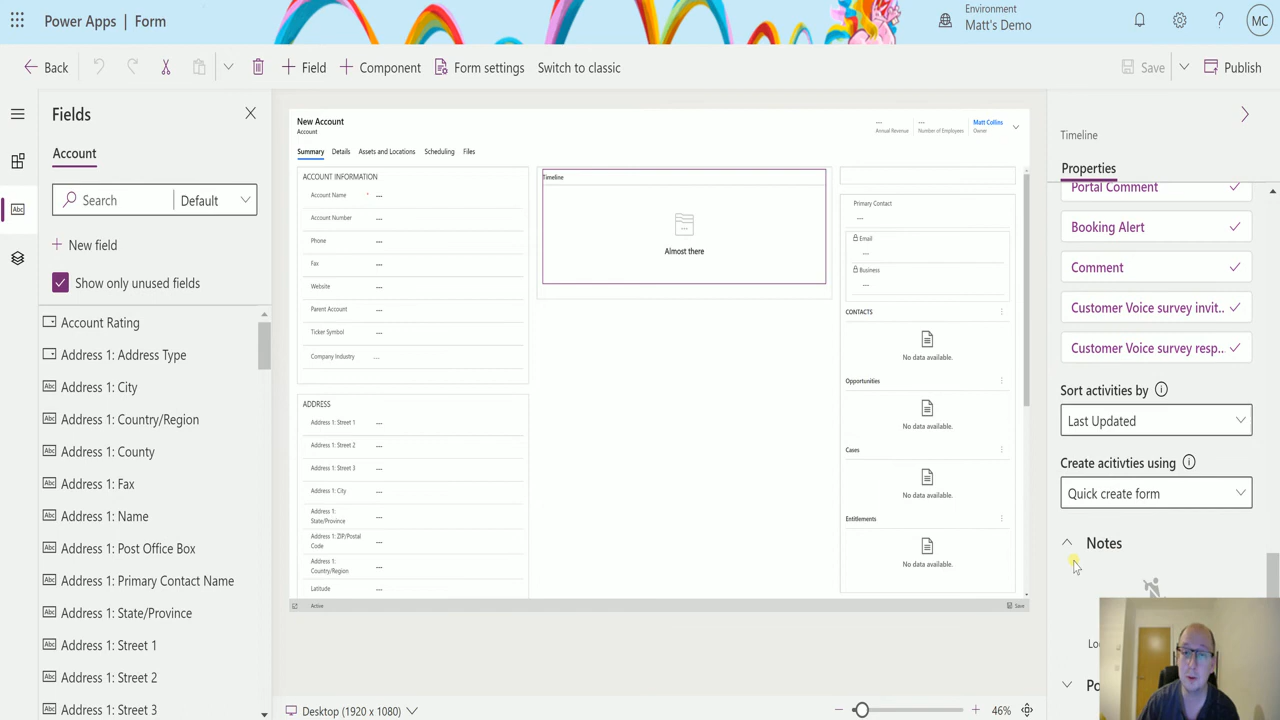 Power Apps | Form
Environment
Matt's Demo
MC
Back
Field
Component
Form settings
Switch to classic
Save
Publish
Fields
Account
Search
Default
New field
Show only unused fields
Account Rating
Address 1: Address Type
Address 1: City
Address 1: Country/Region
Address 1: County
Address 1: Fax
Address 1: Name
Address 1: Post Office Box
Address 1: Primary Contact Name
Address 1: State/Province
Address 1: Street 1
Address 1: Street 2
Address 1: Street 3
New Account
Account
---
Annual Revenue
---
Number of Employees
Matt Collins
Owner
Summary
Details
Assets and Locations
Scheduling
Files
ACCOUNT INFORMATION
Account Name * ---
Account Number ---
Phone ---
Fax ---
Website ---
Parent Account ---
Ticker Symbol ---
Company Industry ---
ADDRESS
Address 1: Street 1 ---
Address 1: Street 2 ---
Address 1: Street 3 ---
Address 1: City ---
Address 1:
State/Province ---
Address 1: ZIP/Postal
Code ---
Address 1:
Country/Region ---
Latitude ---
Timeline
Almost there
Primary Contact
---
Email
---
Business
---
CONTACTS
No data available.
Opportunities
No data available.
Cases
No data available.
Entitlements
No data available.
Active
Save
Desktop (1920 x 1080)
46%
Timeline
Properties
Portal Comment
Booking Alert
Comment
Customer Voice survey invit..
Customer Voice survey resp...
Sort activities by
Last Updated
Create acitivties using
Quick create form
Notes